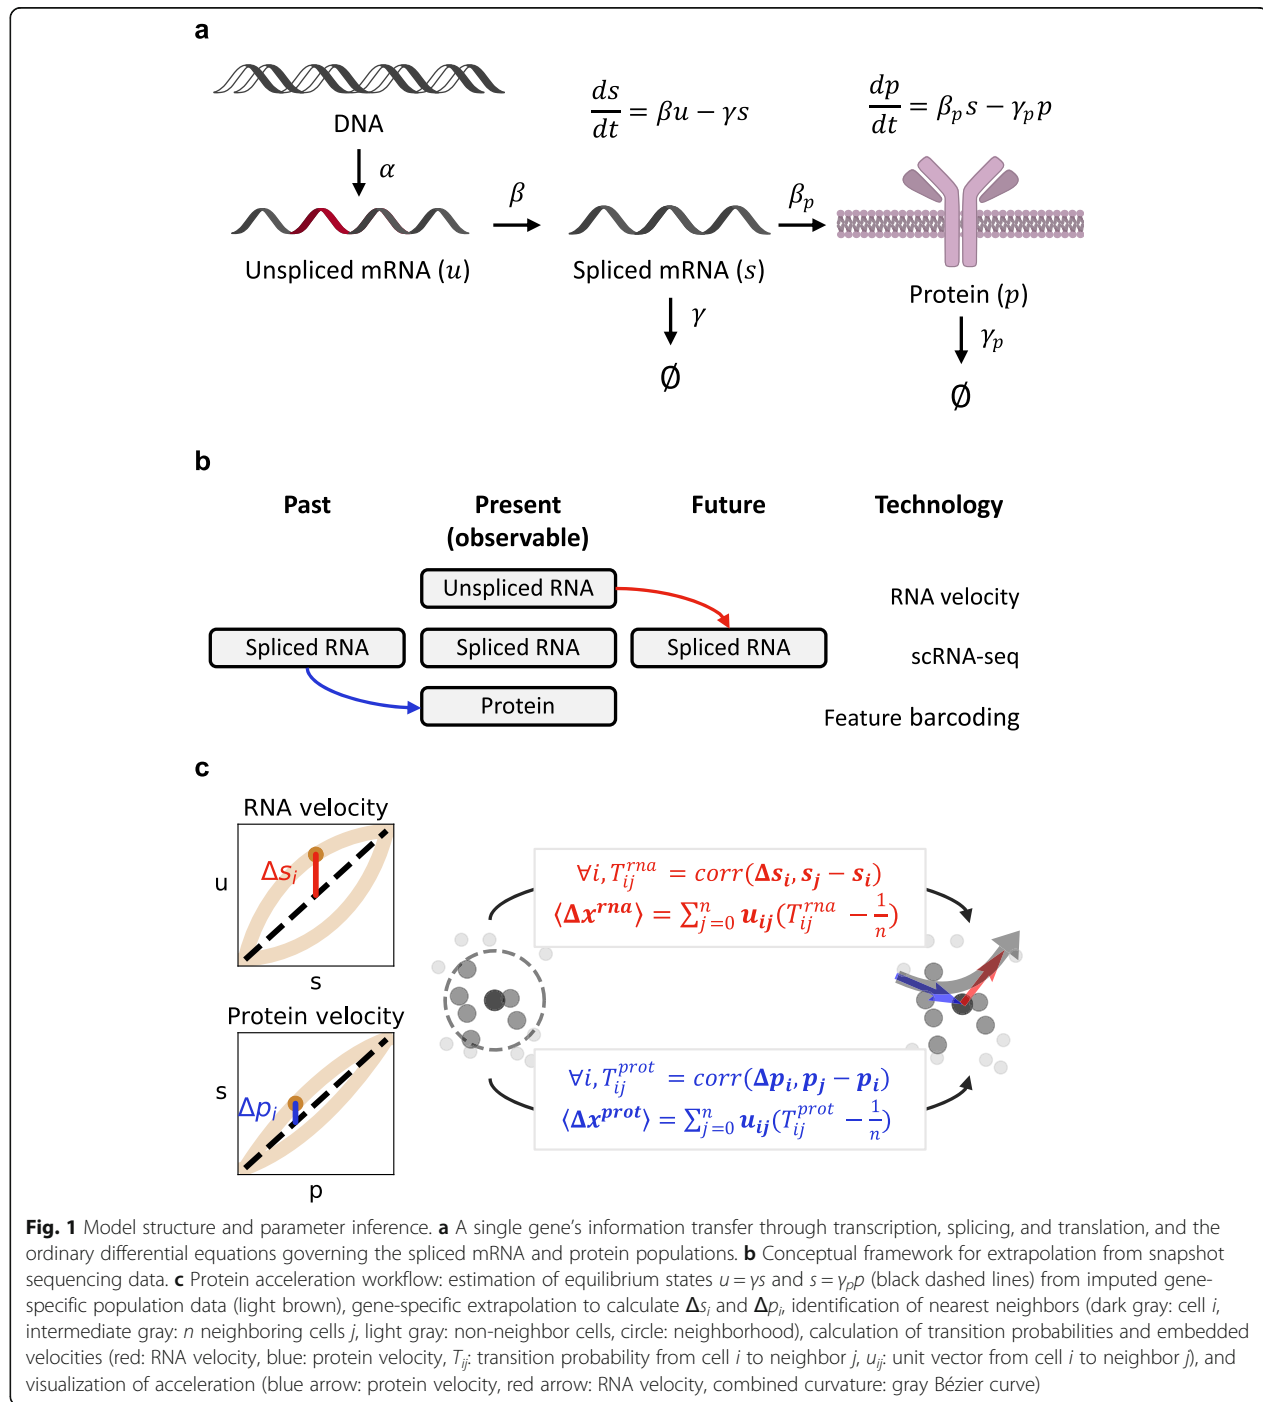 a
DNA
α
ds/dt = βu − γs
dp/dt = β_p s − γ_p p
β
β_p
Unspliced mRNA (u)
Spliced mRNA (s)
Protein (p)
γ
∅
γ_p
∅
b
Past
Present
(observable)
Future
Technology
Unspliced RNA
RNA velocity
Spliced RNA
Spliced RNA
Spliced RNA
scRNA-seq
Protein
Feature barcoding
c
RNA velocity
u
Δs_i
s
∀i, T_ij^rna = corr(Δs_i, s_j − s_i)
⟨Δx^rna⟩ = ∑_{j=0}^n u_ij(T_ij^rna − 1/n)
Protein velocity
s
Δp_i
p
∀i, T_ij^prot = corr(Δp_i, p_j − p_i)
⟨Δx^prot⟩ = ∑_{j=0}^n u_ij(T_ij^prot − 1/n)
Fig. 1 Model structure and parameter inference. a A single gene's information transfer through transcription, splicing, and translation, and the
ordinary differential equations governing the spliced mRNA and protein populations. b Conceptual framework for extrapolation from snapshot
sequencing data. c Protein acceleration workflow: estimation of equilibrium states u = γs and s = γ_p p (black dashed lines) from imputed gene-
specific population data (light brown), gene-specific extrapolation to calculate Δs_i and Δp_i, identification of nearest neighbors (dark gray: cell i,
intermediate gray: n neighboring cells j, light gray: non-neighbor cells, circle: neighborhood), calculation of transition probabilities and embedded
velocities (red: RNA velocity, blue: protein velocity, T_ij: transition probability from cell i to neighbor j, u_ij: unit vector from cell i to neighbor j), and
visualization of acceleration (blue arrow: protein velocity, red arrow: RNA velocity, combined curvature: gray Bézier curve)